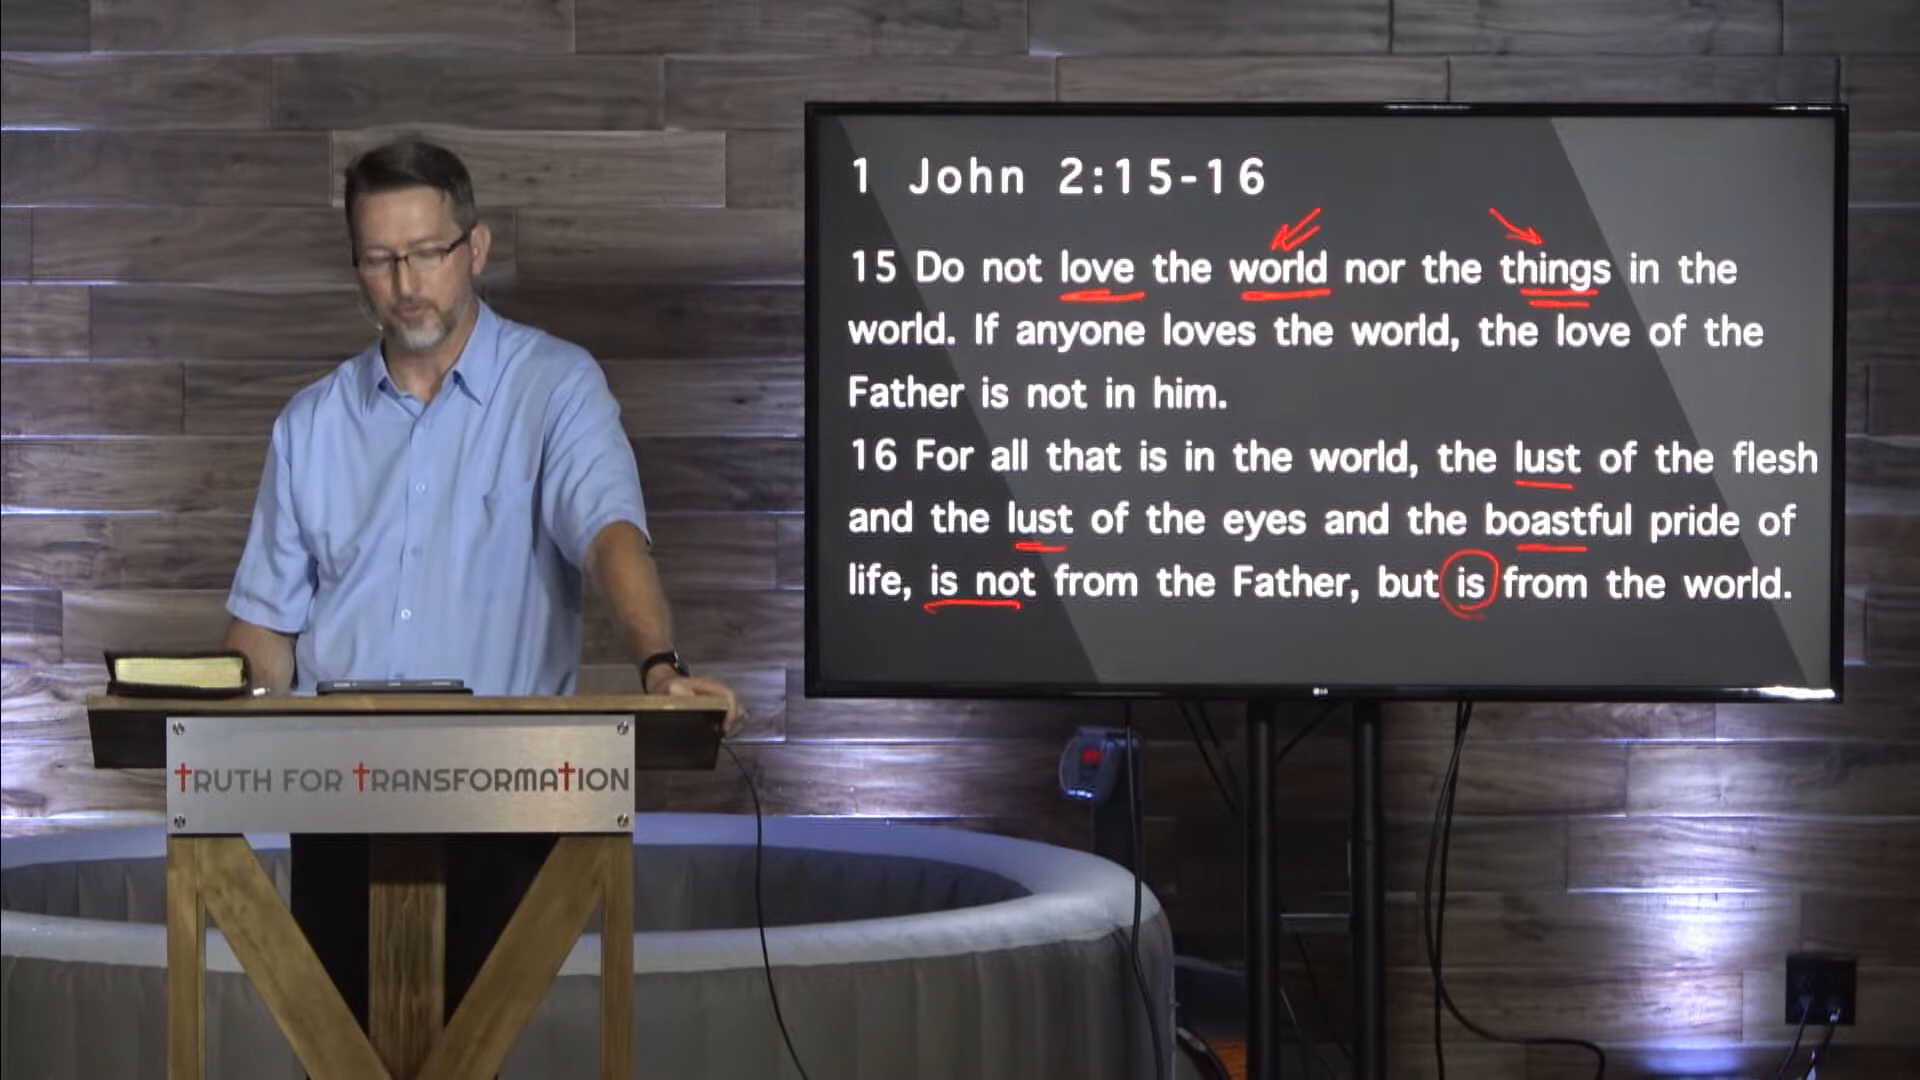 1 John 2:15-16
15 Do not love the world nor the things in the
world. If anyone loves the world, the love of the
Father is not in him.
16 For all that is in the world, the lust of the flesh
and the lust of the eyes and the boastful pride of
life, is not from the Father, but is from the world.
LG
TRUTH FOR TRANSFORMATION